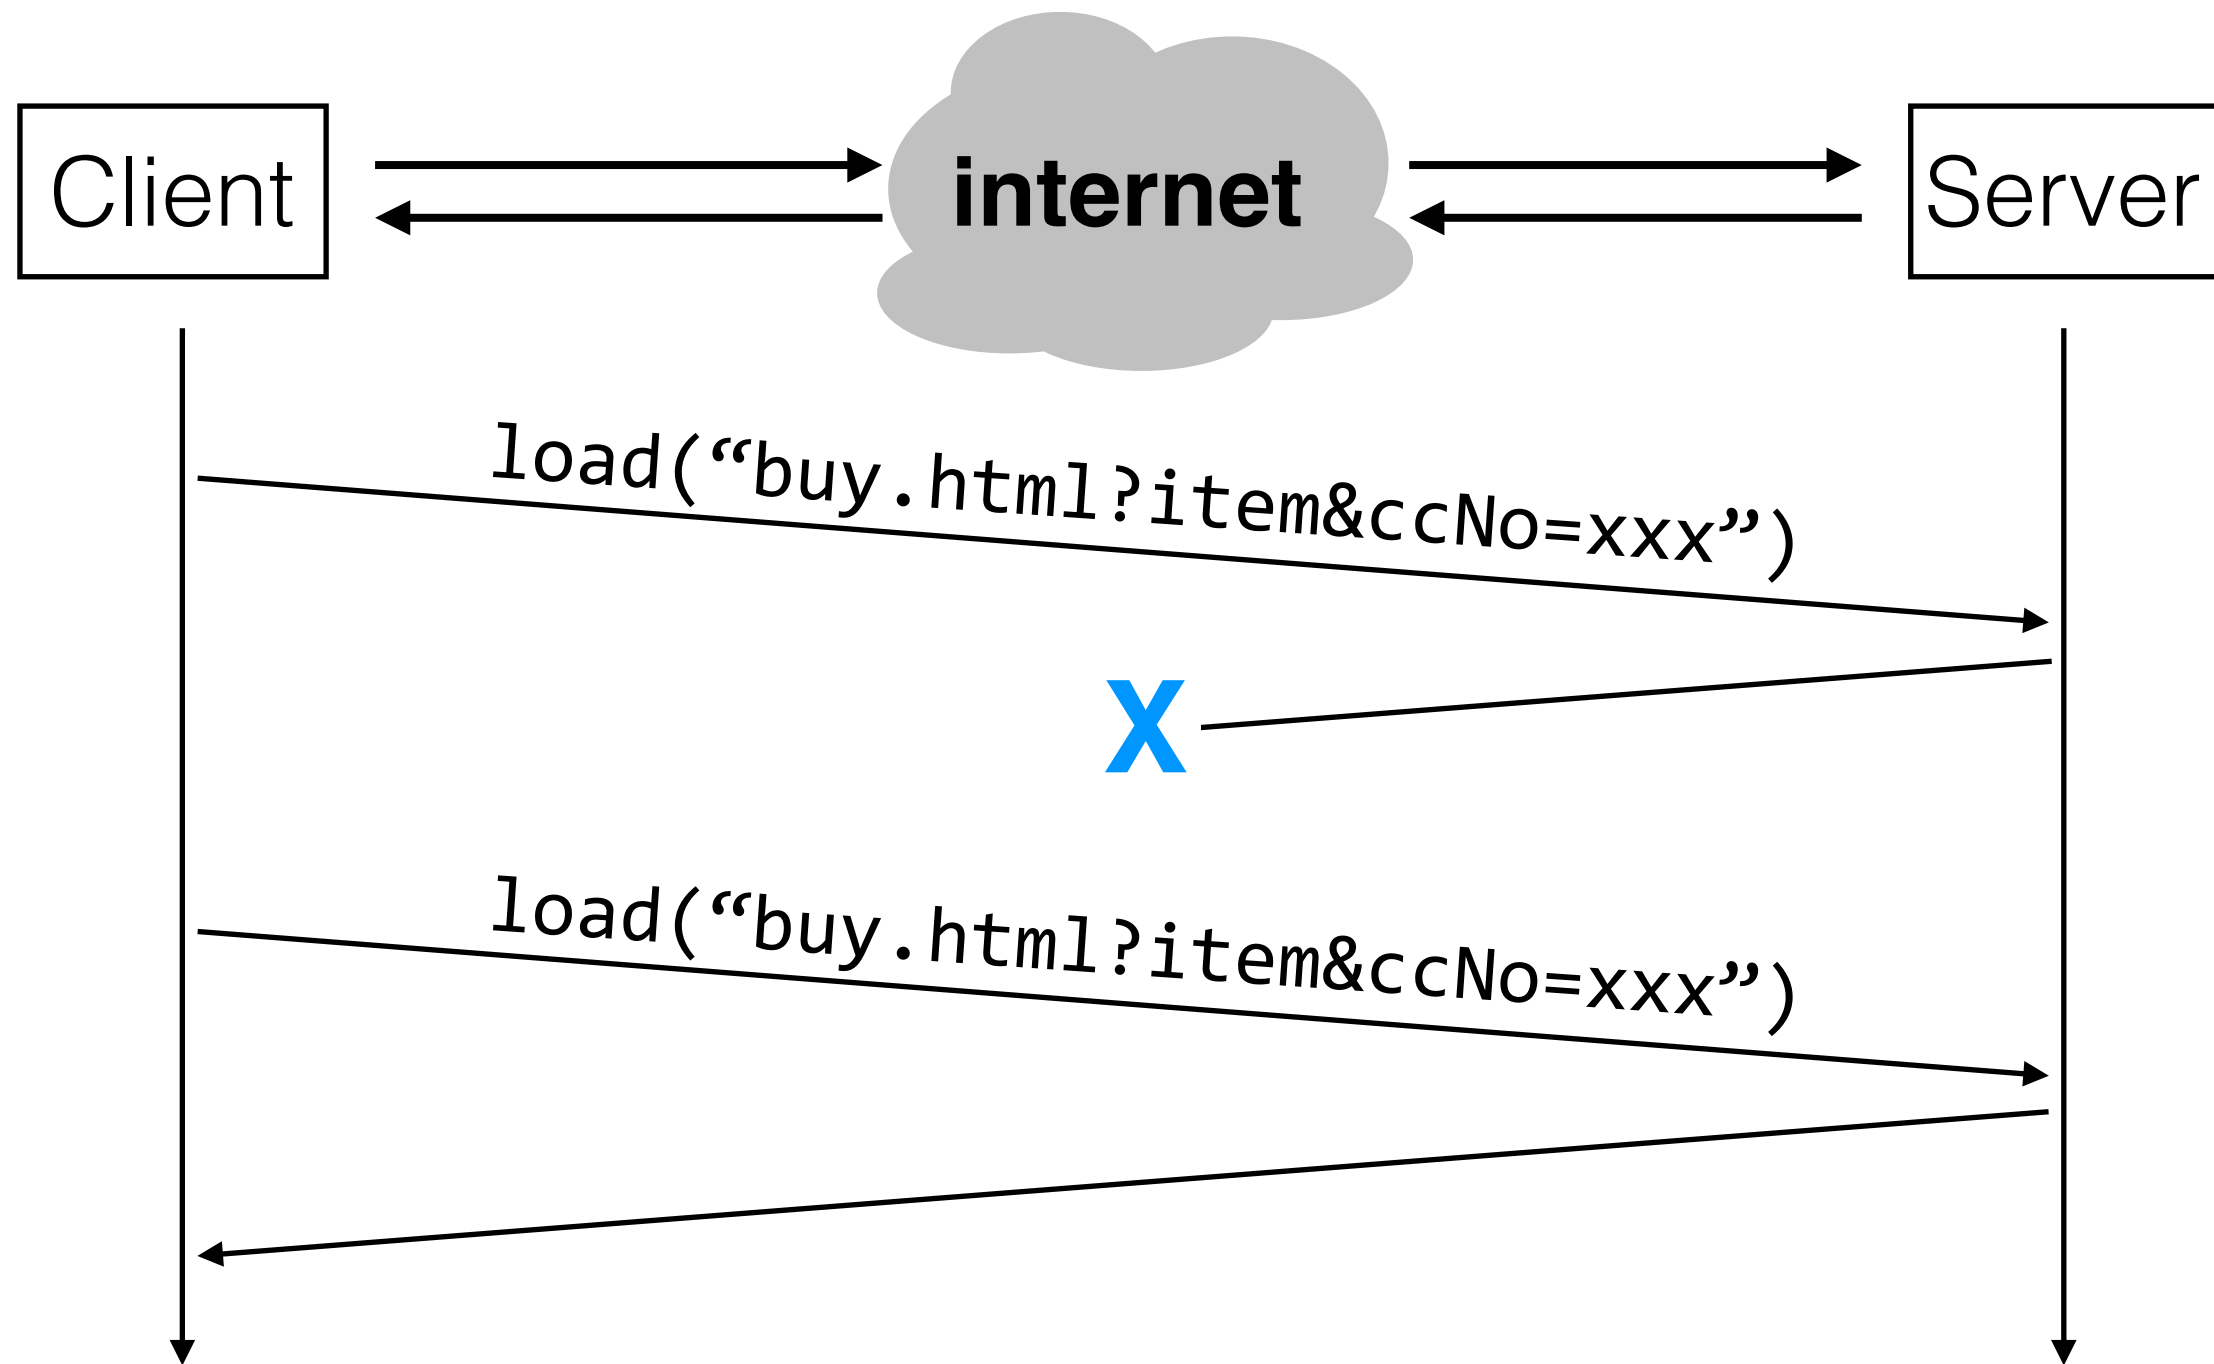 Client
internet
Server
load(“buy.html?item&ccNo=xxx”)
X
load(“buy.html?item&ccNo=xxx”)